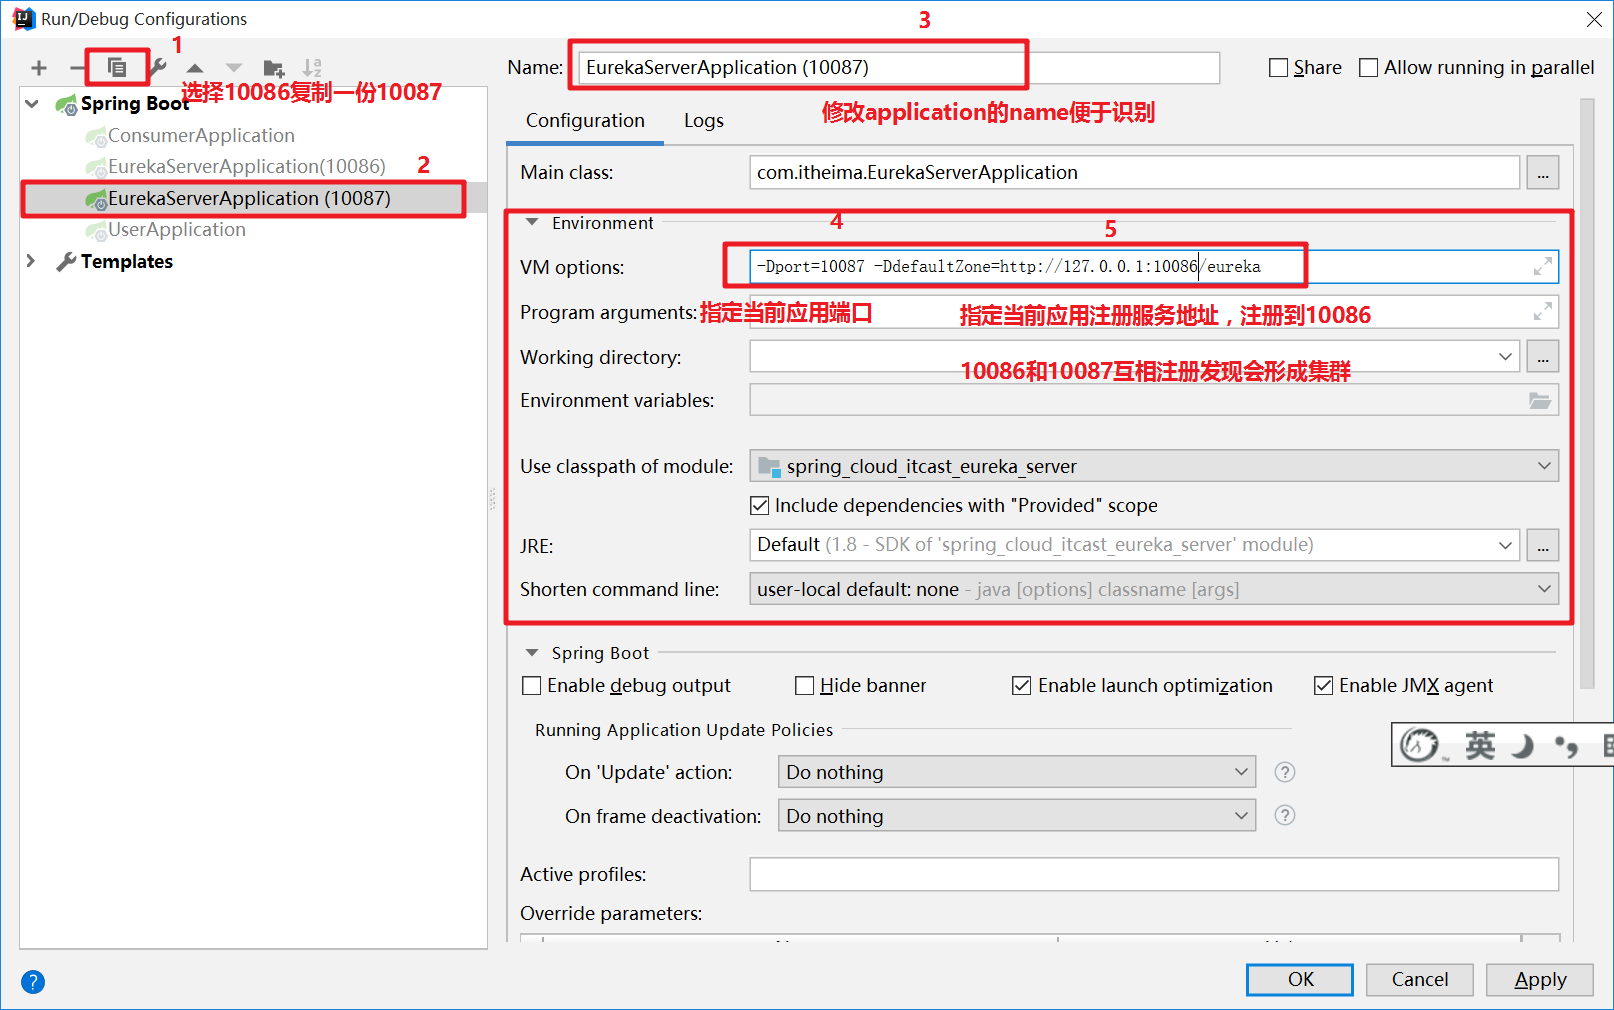 Run/Debug Configurations
1
3
Name: EurekaServerApplication (10087)
Share
Allow running in parallel
选择10086复制一份10087
修改application的name便于识别
Spring Boot
ConsumerApplication
EurekaServerApplication(10086)
2
EurekaServerApplication (10087)
UserApplication
Templates
Configuration
Logs
Main class: com.itheima.EurekaServerApplication ...
Environment
4
5
VM options: -Dport=10087 -DdefaultZone=http://127.0.0.1:10086/eureka
Program arguments: 指定当前应用端口
指定当前应用注册服务地址，注册到10086
Working directory: ...
10086和10087互相注册发现会形成集群
Environment variables:
Use classpath of module: spring_cloud_itcast_eureka_server
Include dependencies with "Provided" scope
JRE: Default (1.8 - SDK of 'spring_cloud_itcast_eureka_server' module) ...
Shorten command line: user-local default: none - java [options] classname [args]
Spring Boot
Enable debug output
Hide banner
Enable launch optimization
Enable JMX agent
Running Application Update Policies
On 'Update' action: Do nothing ?
On frame deactivation: Do nothing ?
英
Active profiles:
Override parameters:
?
OK
Cancel
Apply